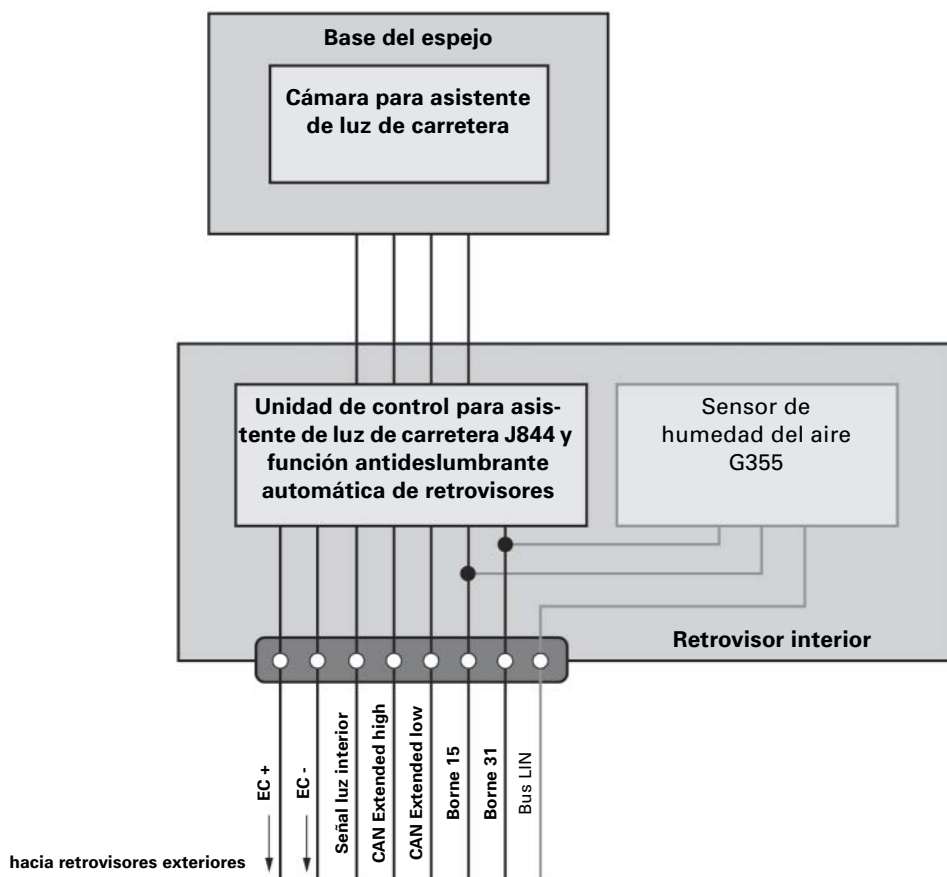 Base del espejo
Cámara para asistente
de luz de carretera
Unidad de control para asis-
tente de luz de carretera J844 y
función antideslumbrante
automática de retrovisores
Sensor de
humedad del aire
G355
Retrovisor interior
EC +
EC -
Señal luz interior
CAN Extended high
CAN Extended low
Borne 15
Borne 31
Bus LIN
hacia retrovisores exteriores